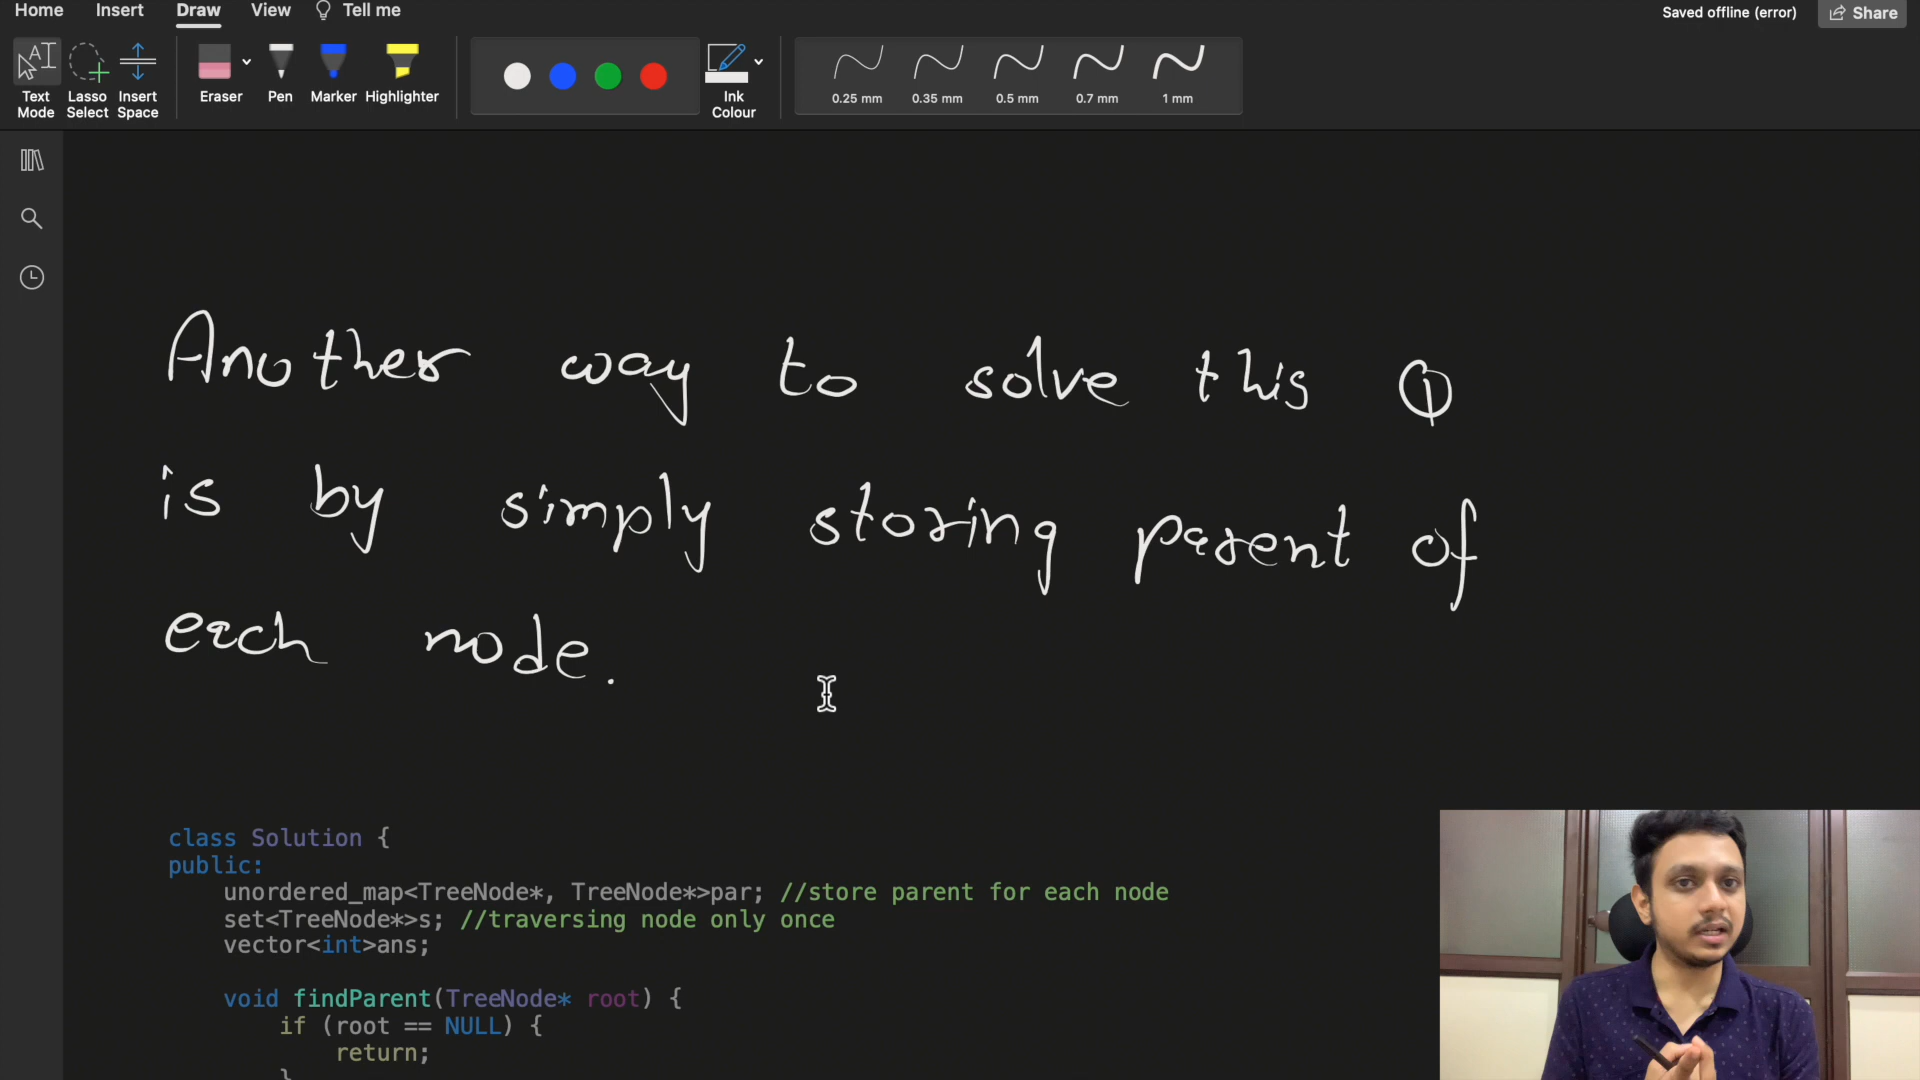 Home Insert Draw View Tell me
Saved offline (error) Share
Text Mode
Lasso Select
Insert Space
Eraser
Pen
Marker
Highlighter
Ink Colour
0.25 mm 0.35 mm 0.5 mm 0.7 mm 1 mm
Another way to solve this Q
is by simply storing parent of
each node.
class Solution {
public:
unordered_map<TreeNode*, TreeNode*>par; //store parent for each node
set<TreeNode*>s; //traversing node only once
vector<int>ans;
void findParent(TreeNode* root) {
if (root == NULL) {
return;
}